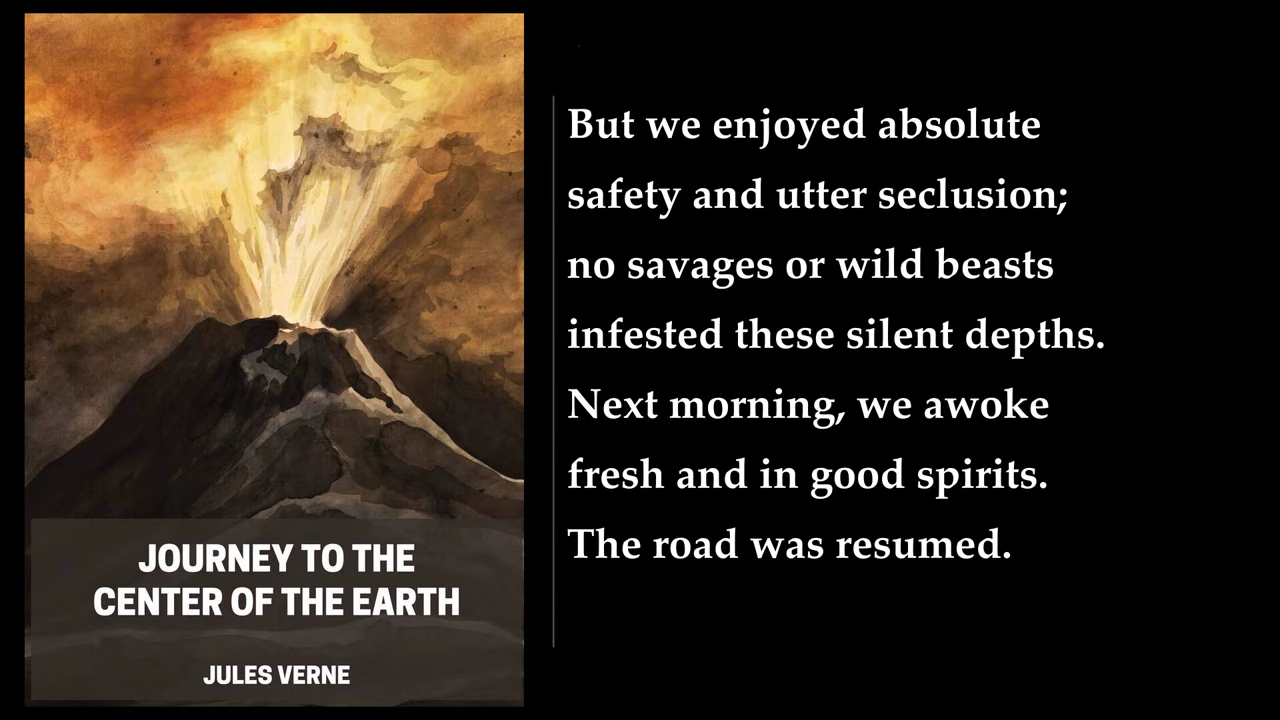 JOURNEY TO THE
CENTER OF THE EARTH
JULES VERNE
But we enjoyed absolute
safety and utter seclusion;
no savages or wild beasts
infested these silent depths.
Next morning, we awoke
fresh and in good spirits.
The road was resumed.